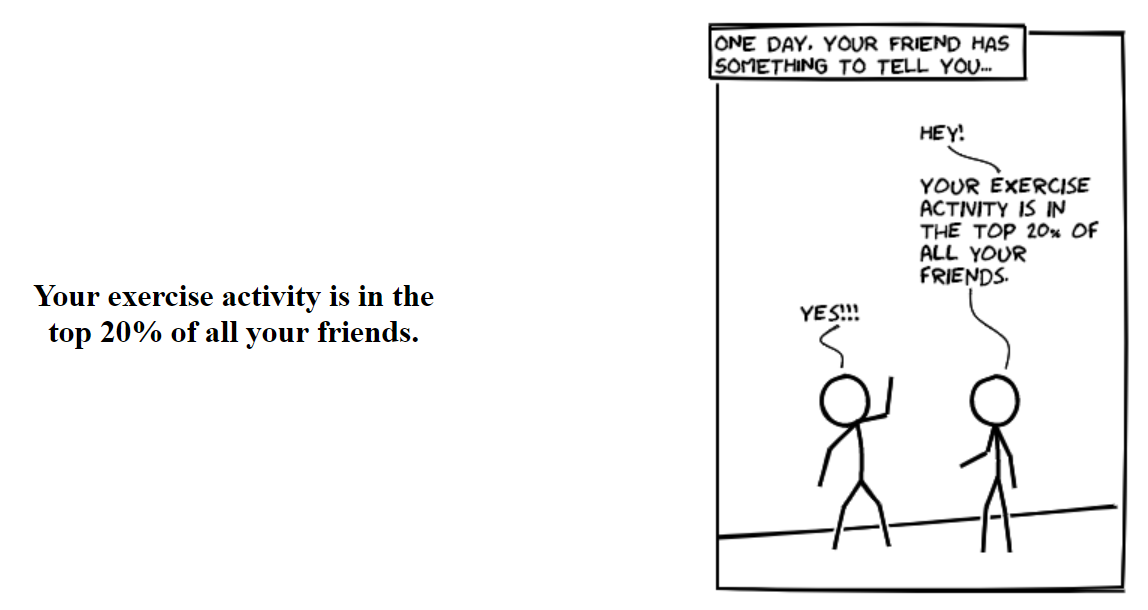 Your exercise activity is in the
top 20% of all your friends.
ONE DAY, YOUR FRIEND HAS
SOMETHING TO TELL YOU...
HEY!
YOUR EXERCISE
ACTIVITY IS IN
THE TOP 20% OF
ALL YOUR
FRIENDS.
YES!!!